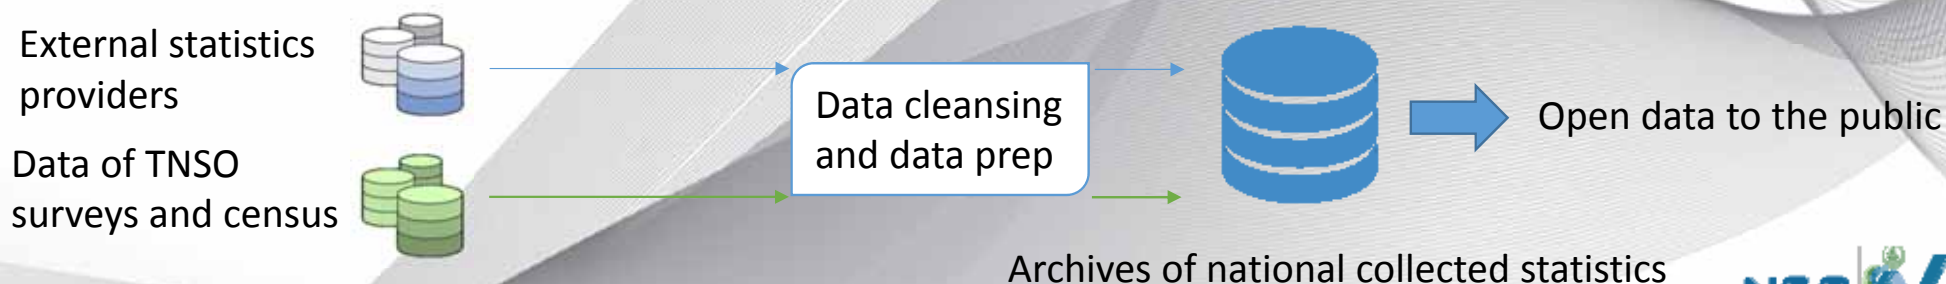 External statistics
providers
Data of TNSO
surveys and census
Data cleansing
and data prep
Open data to the public
Archives of national collected statistics